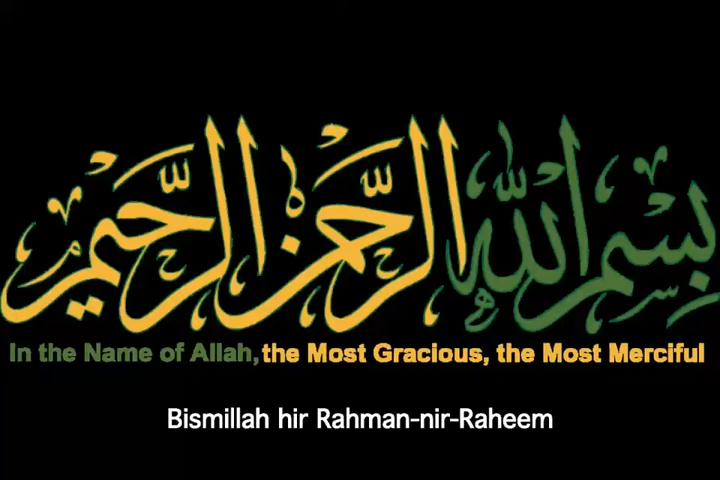 بسم الله الرحمن الرحيم
In the Name of Allah, the Most Gracious, the Most Merciful
Bismillah hir Rahman-nir-Raheem